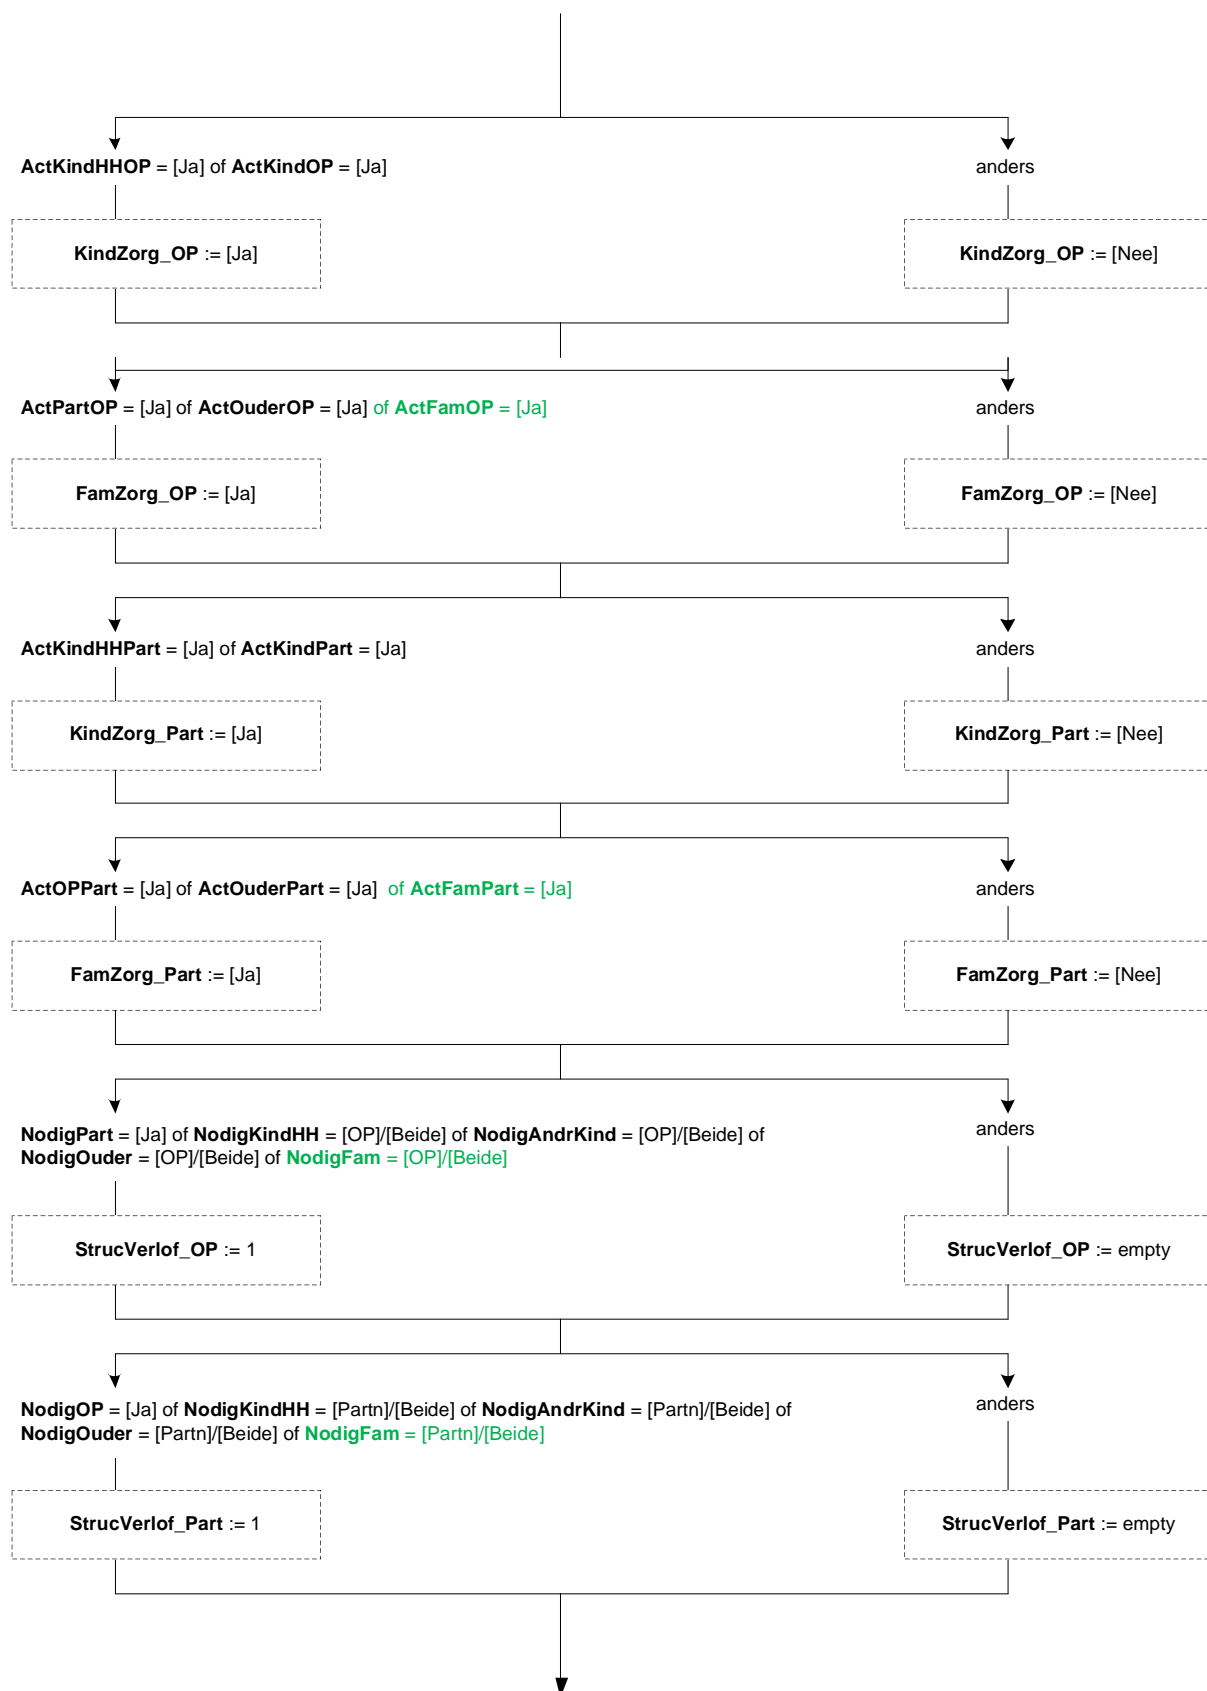 ActKindHHOP = [Ja] of ActKindOP = [Ja]
anders
KindZorg_OP := [Ja]
KindZorg_OP := [Nee]
ActPartOP = [Ja] of ActOuderOP = [Ja] of ActFamOP = [Ja]
anders
FamZorg_OP := [Ja]
FamZorg_OP := [Nee]
ActKindHHPart = [Ja] of ActKindPart = [Ja]
anders
KindZorg_Part := [Ja]
KindZorg_Part := [Nee]
ActOPPart = [Ja] of ActOuderPart = [Ja] of ActFamPart = [Ja]
anders
FamZorg_Part := [Ja]
FamZorg_Part := [Nee]
NodigPart = [Ja] of NodigKindHH = [OP]/[Beide] of NodigAndrKind = [OP]/[Beide] of
NodigOuder = [OP]/[Beide] of NodigFam = [OP]/[Beide]
anders
StrucVerlof_OP := 1
StrucVerlof_OP := empty
NodigOP = [Ja] of NodigKindHH = [Partn]/[Beide] of NodigAndrKind = [Partn]/[Beide] of
NodigOuder = [Partn]/[Beide] of NodigFam = [Partn]/[Beide]
anders
StrucVerlof_Part := 1
StrucVerlof_Part := empty